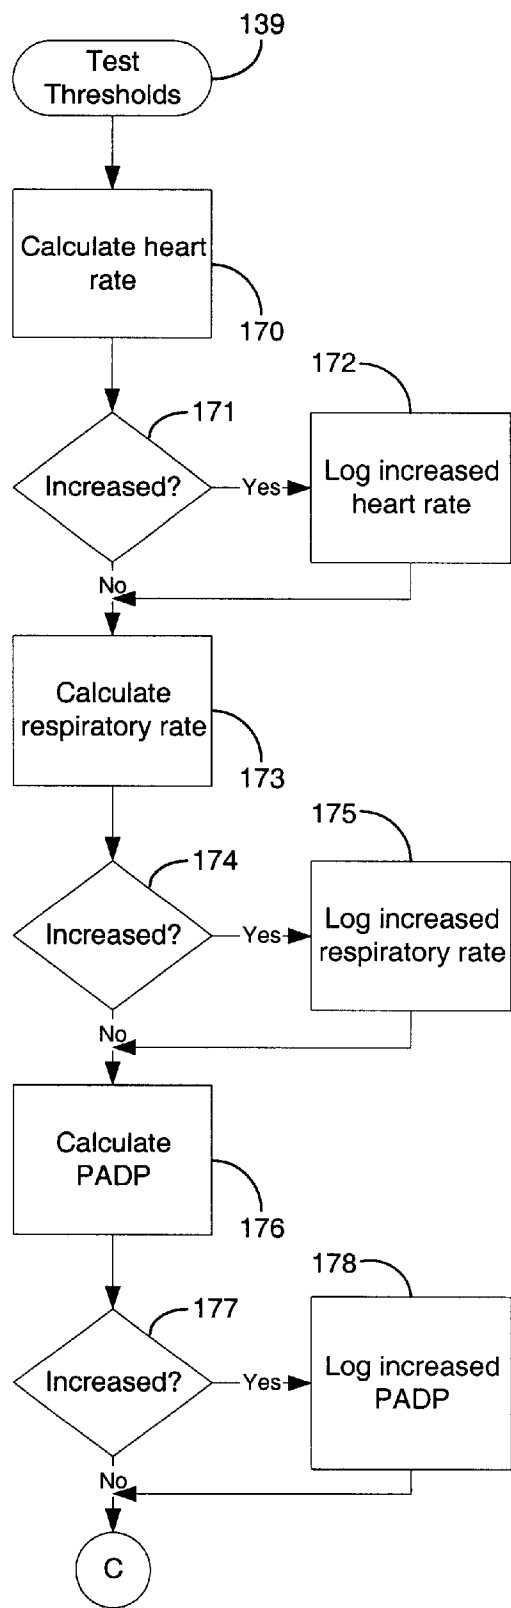 139
Test
Thresholds
Calculate heart
rate
170
172
171
Increased?
Yes
Log increased
heart rate
No
Calculate
respiratory rate
173
175
174
Increased?
Yes
Log increased
respiratory rate
No
Calculate
PADP
176
178
177
Increased?
Yes
Log increased
PADP
No
C